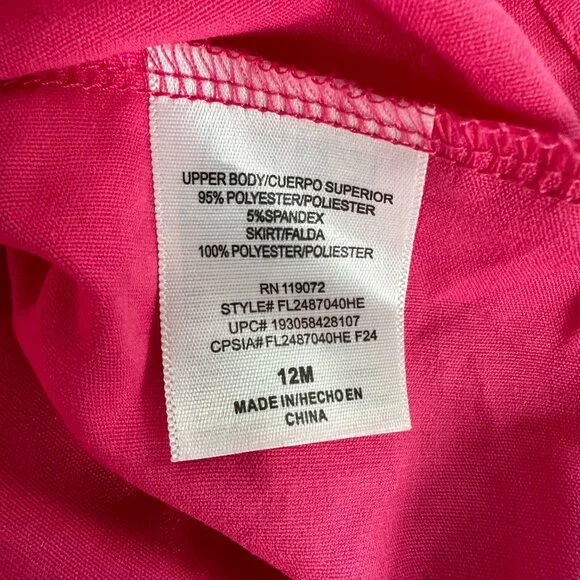 UPPER BODY/CUERPO SUPERIOR
95% POLYESTER/POLIESTER
5%SPANDEX
SKIRT/FALDA
100% POLYESTER/POLIESTER
RN 119072
STYLE# FL2487040HE
UPC# 193058428107
CPSIA#FL2487040HE F24
12M
MADE IN/HECHO EN
CHINA